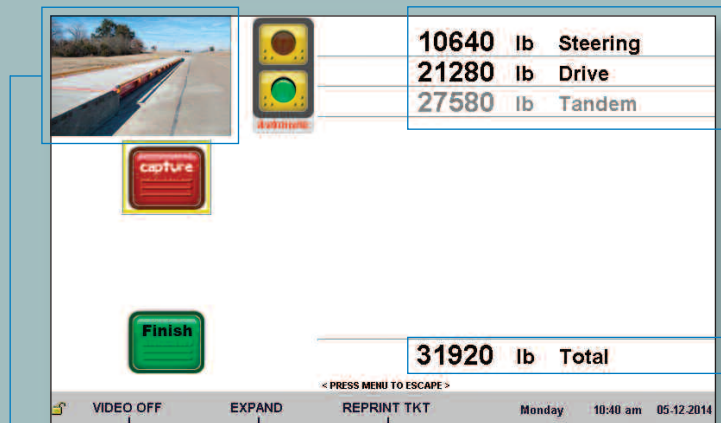 10640 lb Steering
21280 lb Drive
27580 lb Tandem
capture
Finish
31920 lb Total
< PRESS MENU TO ESCAPE >
VIDEO OFF EXPAND REPRINT TKT Monday 10:40 am 05-12-2014